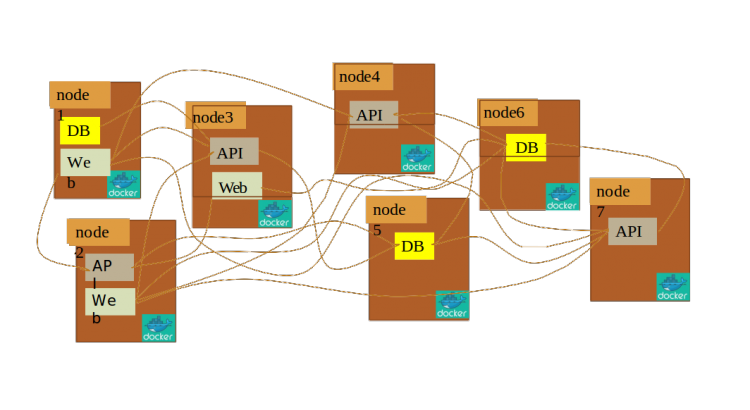 node
1
DB
We
b
docker
node
2
AP
I
We
b
docker
node3
API
Web
docker
node4
API
docker
node
5
DB
docker
node6
DB
docker
node
7
API
docker